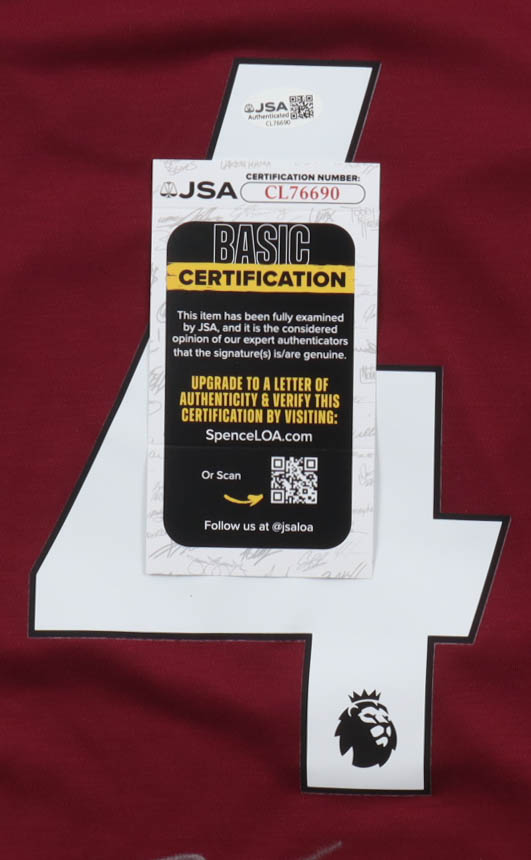 JSA
Authenticated
CL76690
CERTIFICATION NUMBER:
JSA CL76690
BASIC
CERTIFICATION
This item has been fully examined
by JSA, and it is the considered
opinion of our expert authenticators
that the signature(s) is/are genuine.
UPGRADE TO A LETTER OF
AUTHENTICITY & VERIFY THIS
CERTIFICATION BY VISITING:
SpenceLOA.com
Or Scan
Follow us at @jsaloa
4